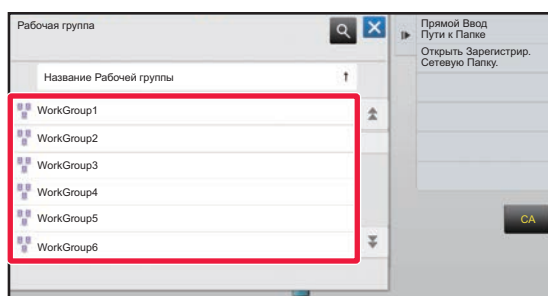 Рабочая группа
Название Рабочей группы
WorkGroup1
WorkGroup2
WorkGroup3
WorkGroup4
WorkGroup5
WorkGroup6
Прямой Ввод
Пути к Папке
Открыть Зарегистрир.
Сетевую Папку.
CA